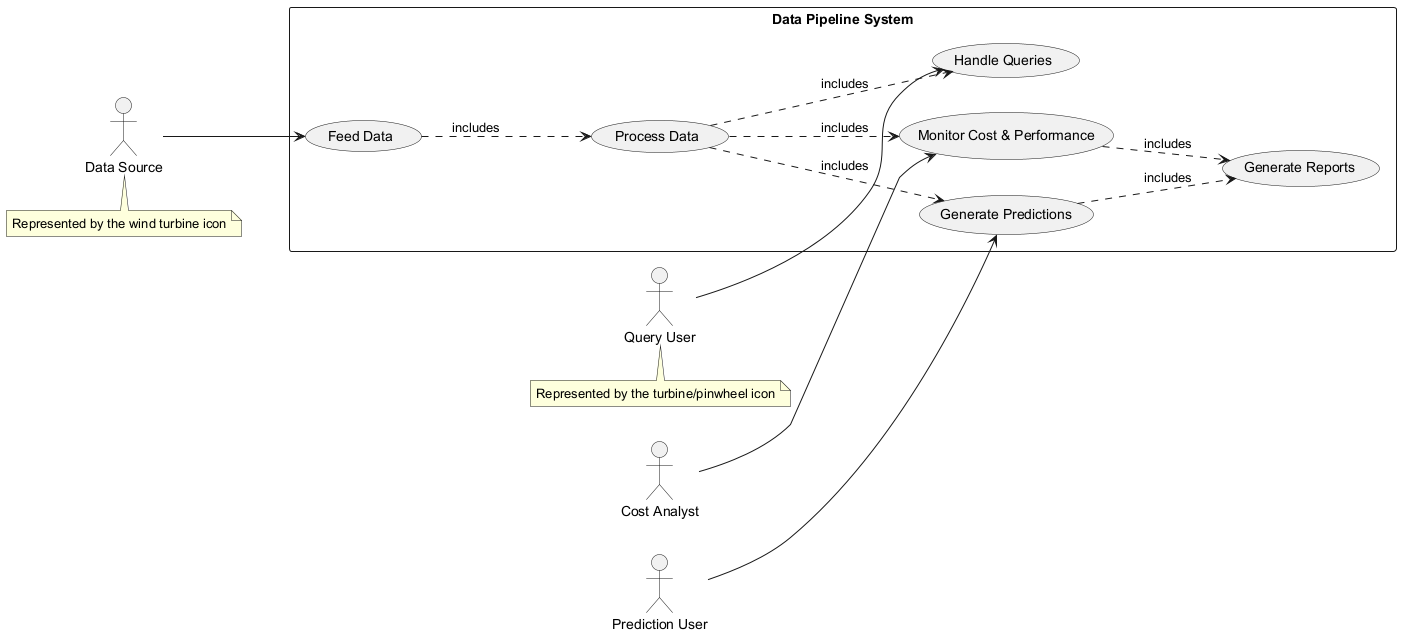 Data Pipeline System
Handle Queries
includes
Data Source
Feed Data
includes
Process Data
includes
Monitor Cost & Performance
includes
Generate Reports
includes
includes
Generate Predictions
Represented by the wind turbine icon
Query User
Represented by the turbine/pinwheel icon
Cost Analyst
Prediction User